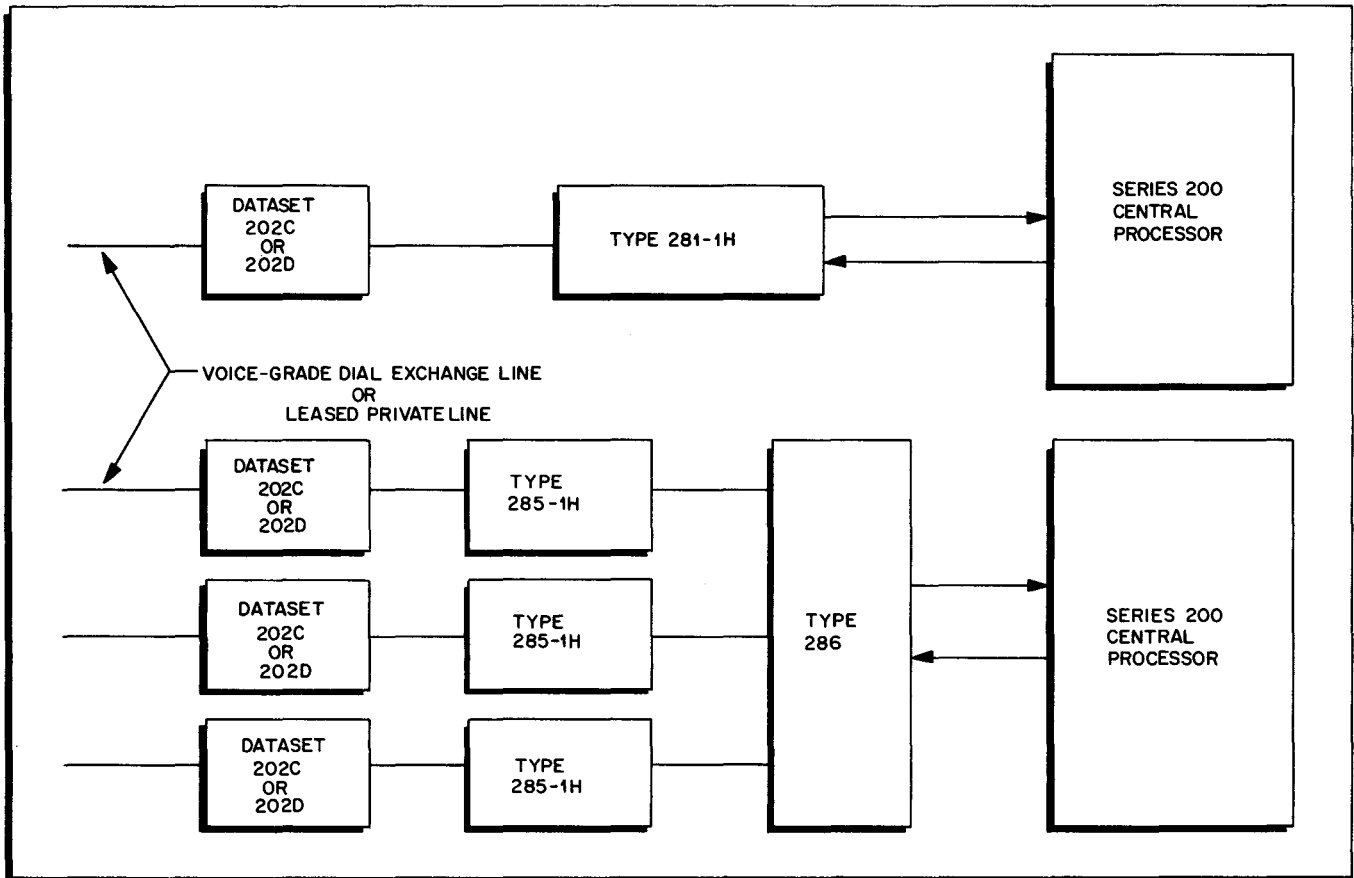 DATASET
202C
OR
202D
TYPE 281-1H
SERIES 200
CENTRAL
PROCESSOR
VOICE-GRADE DIAL EXCHANGE LINE
OR
LEASED PRIVATE LINE
DATASET
202C
OR
202D
TYPE
285-1H
DATASET
202C
OR
202D
TYPE
285-1H
DATASET
202C
OR
202D
TYPE
285-1H
TYPE
286
SERIES 200
CENTRAL
PROCESSOR